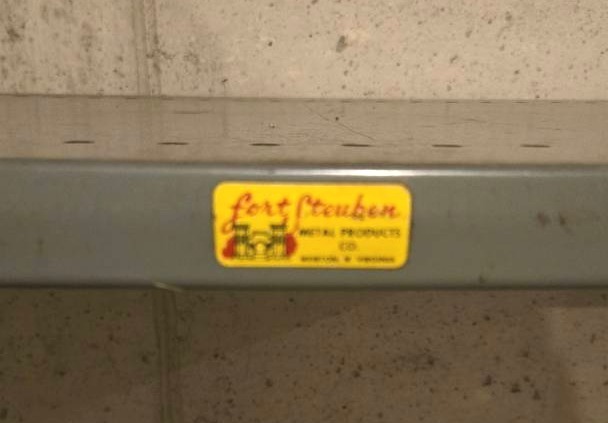 Fort Steuben
METAL PRODUCTS
CO.